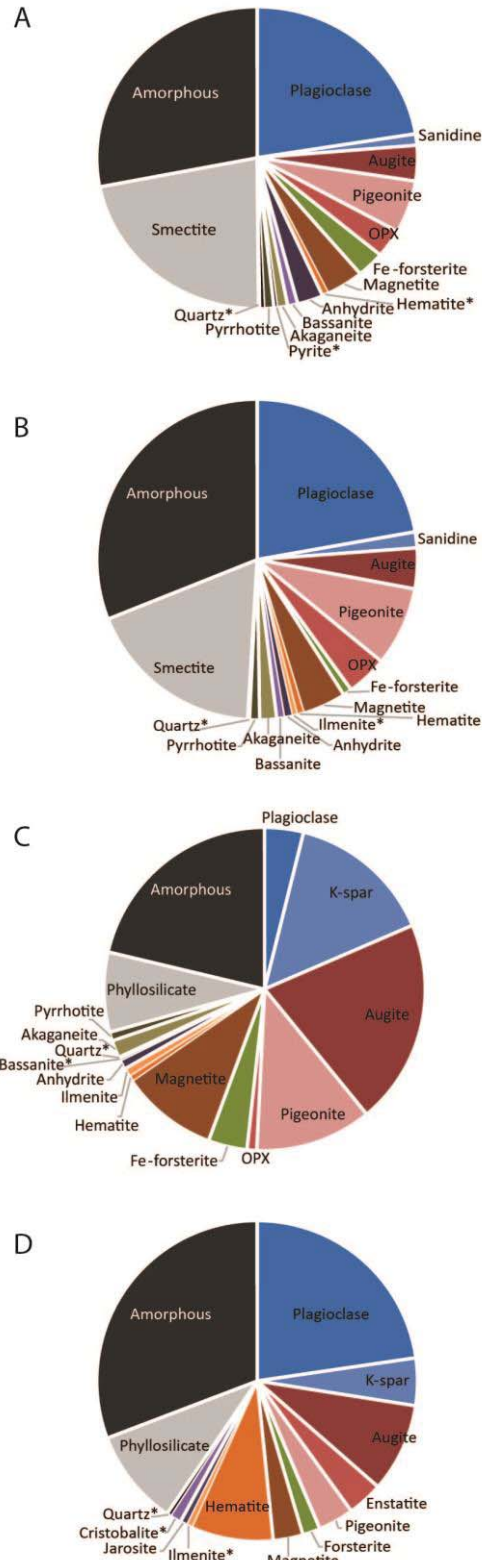 A
Amorphous
Plagioclase
Sanidine
Augite
Pigeonite
OPX
Smectite
Fe-forsterite
Magnetite
Hematite*
Anhydrite
Bassanite
Akaganeite
Pyrite*
Quartz*
Pyrrhotite
B
Amorphous
Plagioclase
Sanidine
Augite
Pigeonite
OPX
Smectite
Fe-forsterite
Magnetite
Hematite
Ilmenite*
Anhydrite
Akaganeite
Bassanite
Quartz*
Pyrrhotite
C
Plagioclase
Amorphous
K-spar
Augite
Phyllosilicate
Pyrrhotite
Akaganeite
Quartz*
Bassanite*
Anhydrite
Ilmenite
Hematite
Magnetite
Pigeonite
Fe-forsterite
OPX
D
Amorphous
Plagioclase
K-spar
Augite
Phyllosilicate
Enstatite
Pigeonite
Forsterite
Magnetite
Hematite
Quartz*
Cristobalite*
Jarosite
Ilmenite*